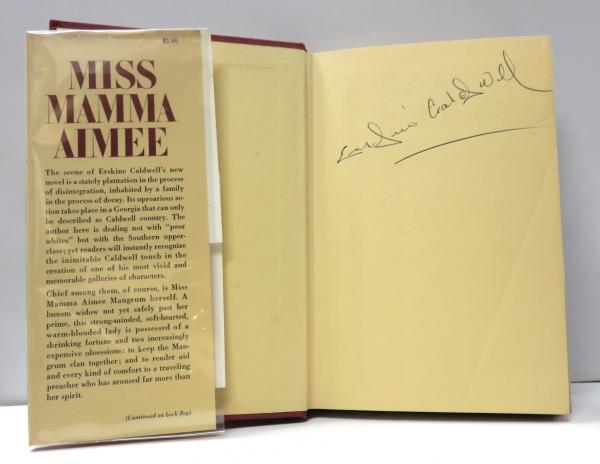 $5.00
MISS
MAMMA
AIMEE
The scene of Erskine Caldwell's new
novel is a stately plantation in the process
of disintegration, inhabited by a family
in the process of decay. Its uproarious ac-
tion takes place in a Georgia that can only
be described as Caldwell country. The
author here is dealing not with "poor
whites" but with the Southern upper-
class; yet readers will instantly recognize
the inimitable Caldwell touch in the
creation of one of his most vivid and
memorable galleries of characters.
Chief among them, of course, is Miss
Mamma Aimee Mangrum herself. A
buxom widow not yet safely past her
prime, this strong-minded, soft-hearted,
warm-blooded lady is possessed of a
shrinking fortune and two increasingly
expensive obsessions: to keep the Man-
grum clan together; and to render aid
and every kind of comfort to a traveling
preacher who has aroused far more than
her spirit.
(Continued on back flap)
Erskine Caldwell